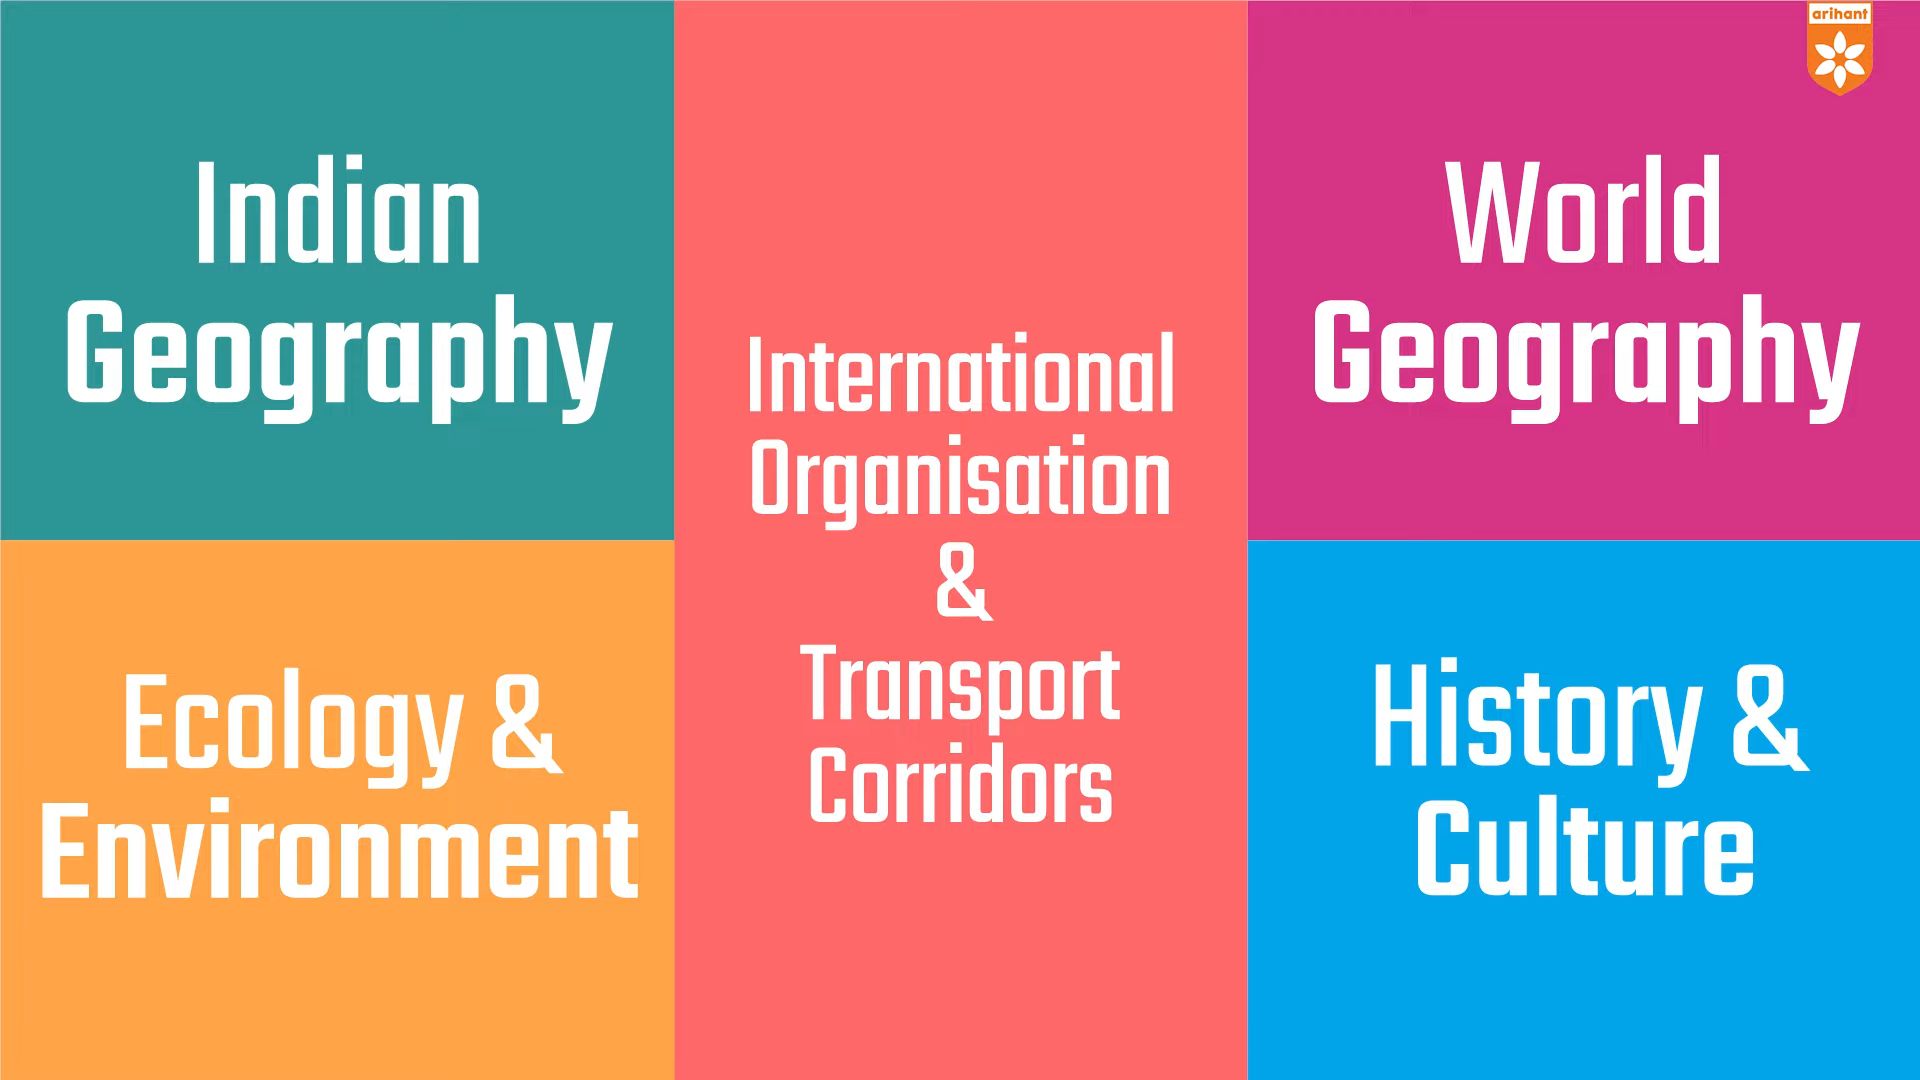 Indian
Geography
Ecology &
Environment
International
Organisation
&
Transport
Corridors
arihant
World
Geography
History &
Culture